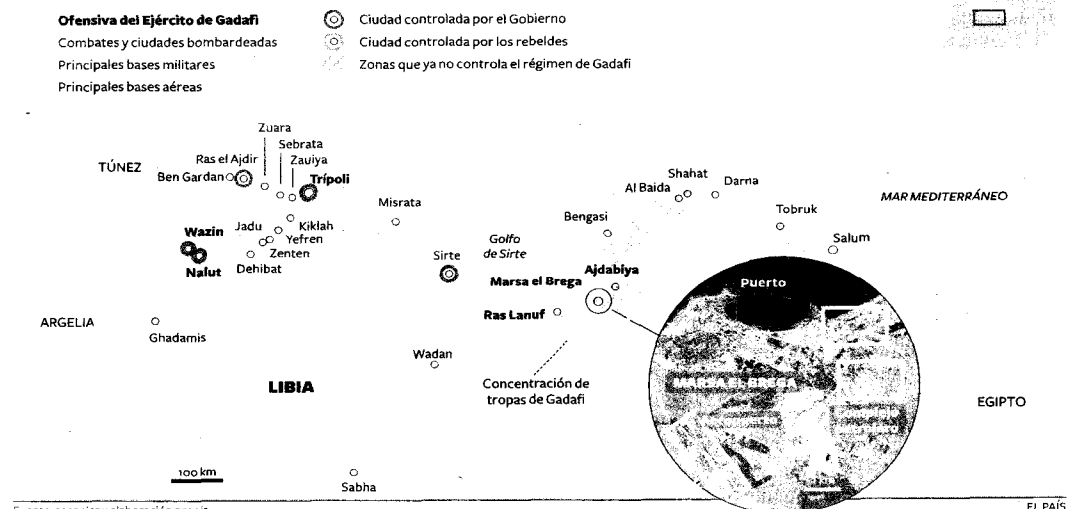 Ofensiva del Ejército de Gadafi
Combates y ciudades bombardeadas
Principales bases militares
Principales bases aéreas
Ciudad controlada por el Gobierno
Ciudad controlada por los rebeldes
Zonas que ya no controla el régimen de Gadafi
Zuara
Sebrata
TÚNEZ
Ras el Ajdir
Zauiya
Ben Gardan
Trípoli
Shahat
Al Baida
Darna
MAR MEDITERRÁNEO
Misrata
Bengasi
Tobruk
Wazin
Jadu
Kiklah
Yefren
Zenten
Nalut
Dehibat
Golfo
de Sirte
Sirte
Salum
Ajdabiya
Marsa el Brega
Puerto
Ras Lanuf
ARGELIA
Ghadamis
Wadan
LIBIA
Concentración de
tropas de Gadafi
MARSA EL BREGA
EGIPTO
100 km
Sabha
EL PAÍS